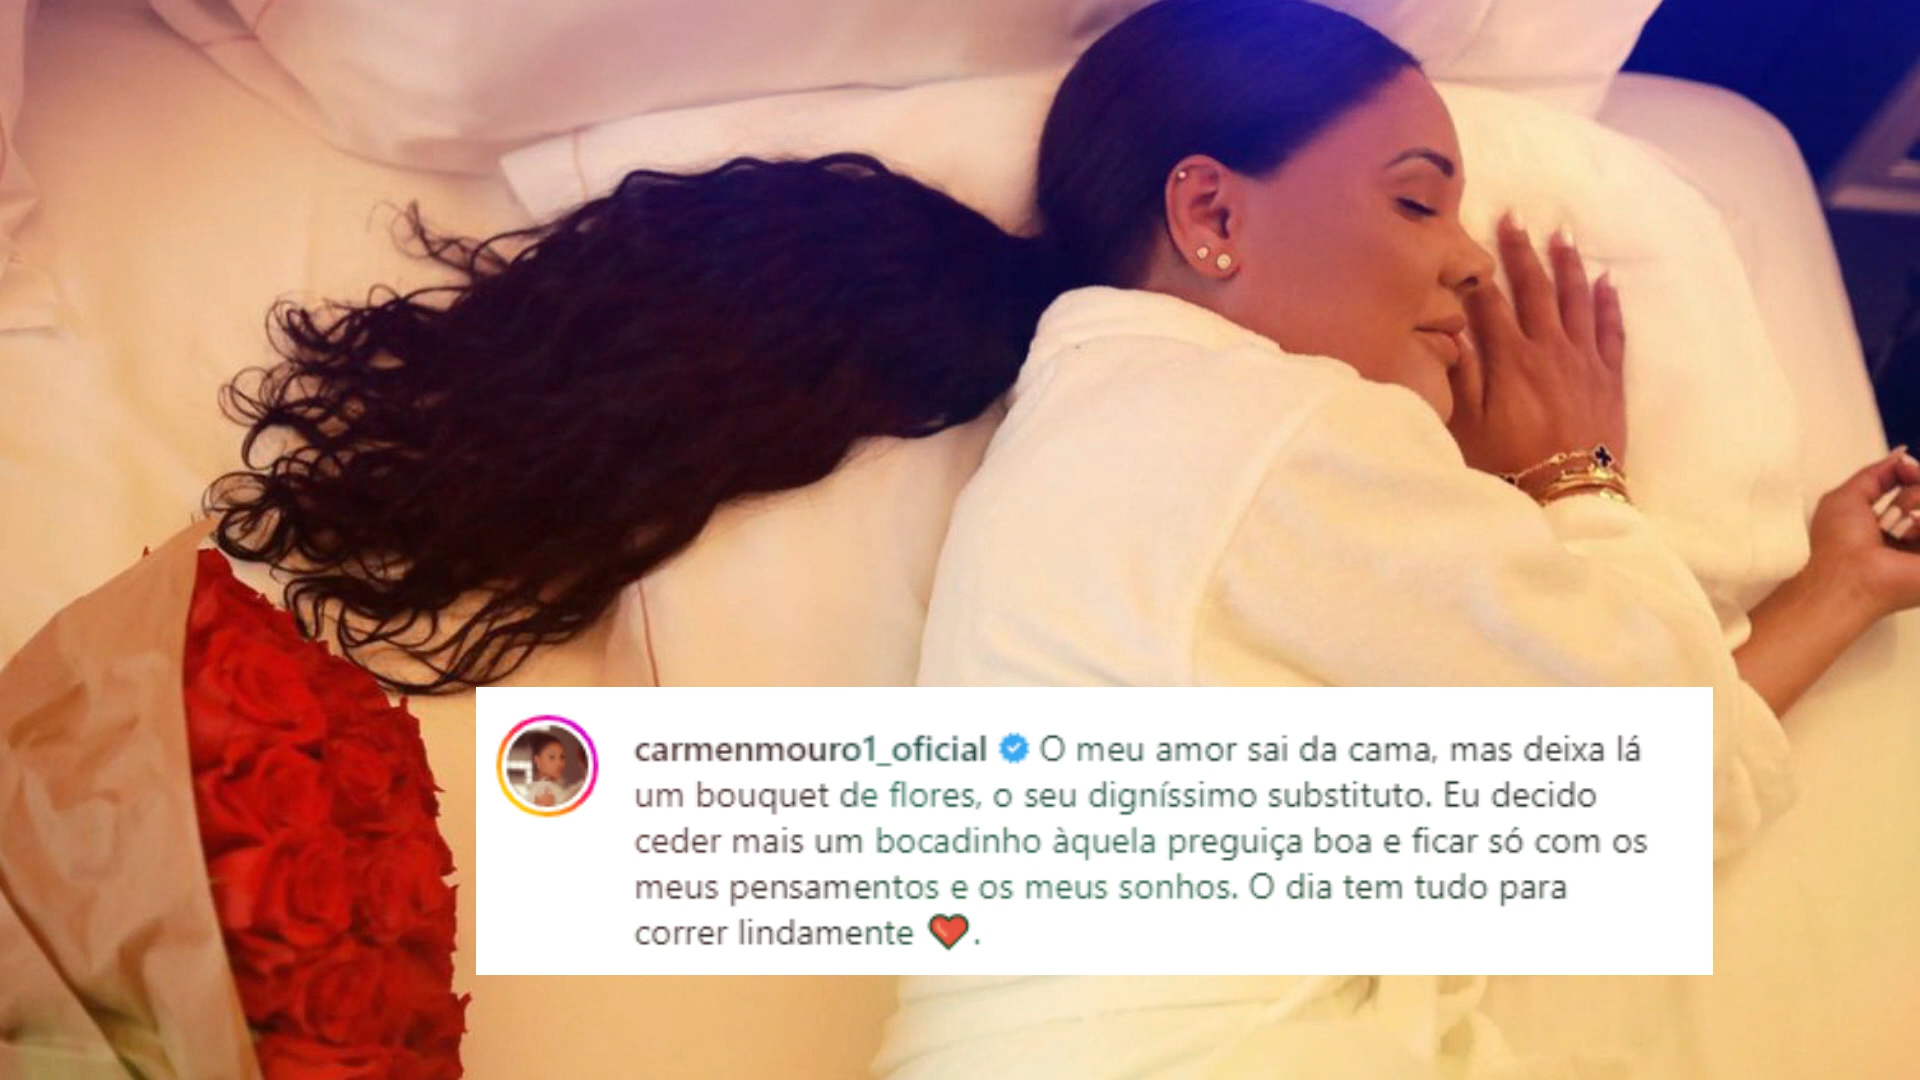 carmenmouro1_oficial O meu amor sai da cama, mas deixa lá
um bouquet de flores, o seu digníssimo substituto. Eu decido
ceder mais um bocadinho àquela preguiça boa e ficar só com os
meus pensamentos e os meus sonhos. O dia tem tudo para
correr lindamente ❤️.